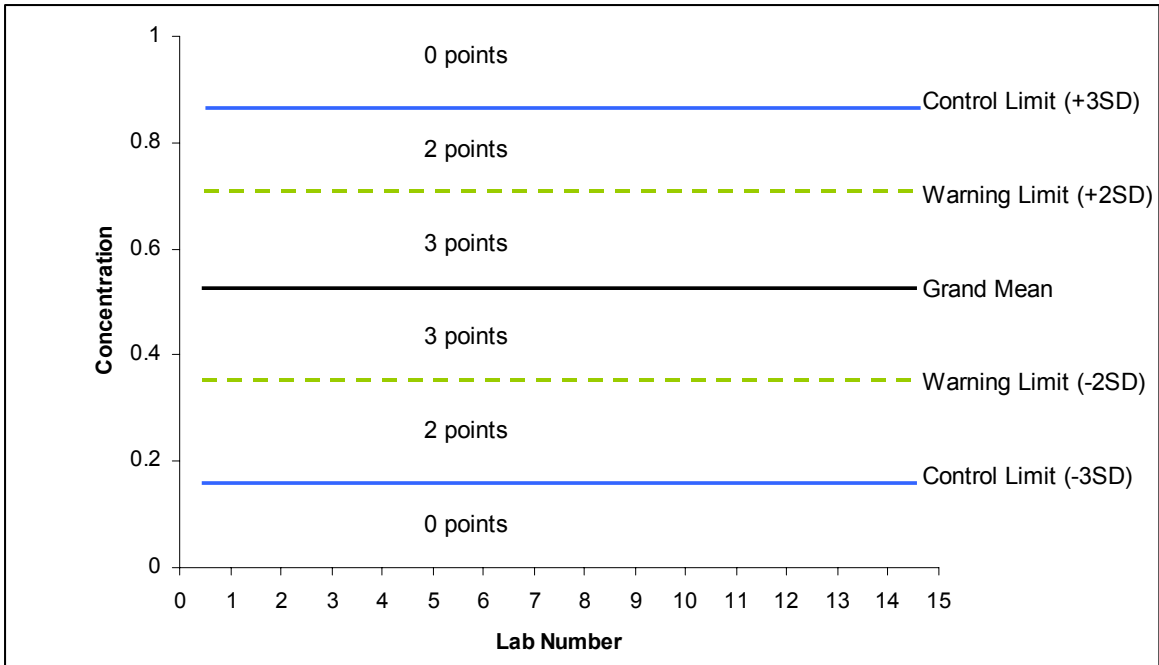 1
0 points
Control Limit (+3SD)
0.8
2 points
Warning Limit (+2SD)
0.6
3 points
Grand Mean
Concentration
3 points
0.4
Warning Limit (-2SD)
2 points
0.2
Control Limit (-3SD)
0 points
0
0 1 2 3 4 5 6 7 8 9 10 11 12 13 14 15
Lab Number